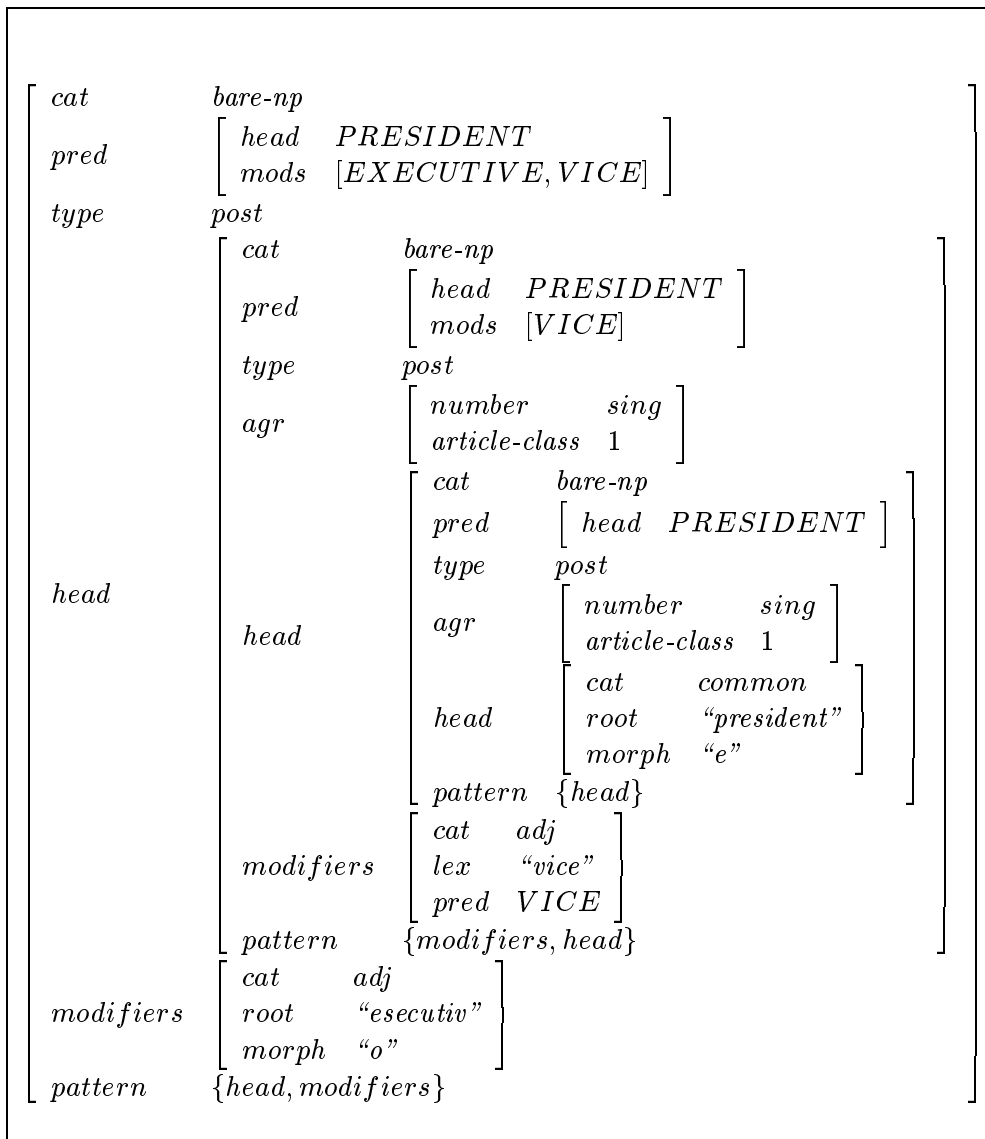 cat bare-np
pred [ head PRESIDENT
mods [EXECUTIVE, VICE] ]
type post
head [ cat bare-np
pred [ head PRESIDENT
mods [VICE] ]
type post
agr [ number sing
article-class 1 ]
head [ cat bare-np
pred [ head PRESIDENT ]
type post
agr [ number sing
article-class 1 ]
head [ cat common
root “president”
morph “e” ]
pattern {head} ]
modifiers [ cat adj
lex “vice”
pred VICE ]
pattern {modifiers, head} ]
modifiers [ cat adj
root “esecutiv”
morph “o” ]
pattern {head, modifiers}